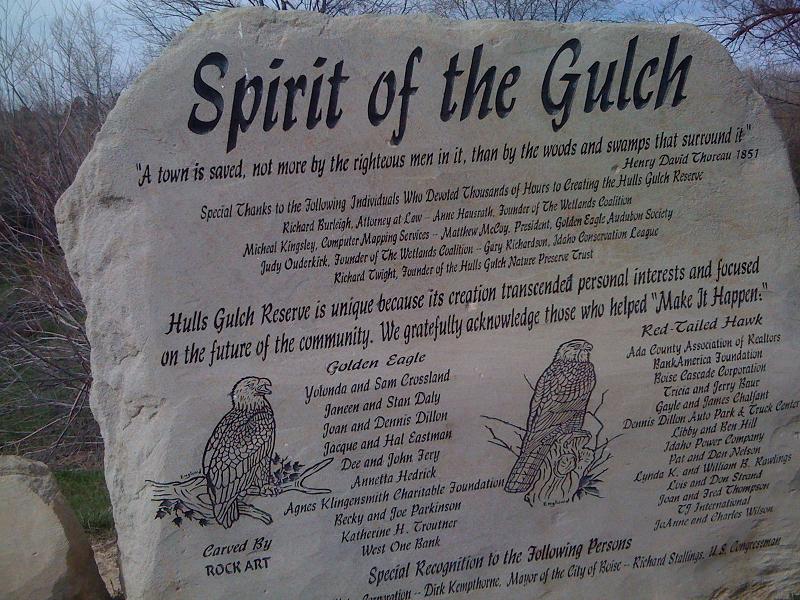 Spirit of the Gulch
"A town is saved, not more by the righteous men in it, than by the woods and swamps that surround it"
Henry David Thoreau 1851
Special Thanks to the Following Individuals Who Devoted Thousands of Hours to Creating the Hulls Gulch Reserve
Richard Burleigh, Attorney at Law – Anne Hausrath, Founder of The Wetlands Coalition
Micheal Kingsley, Computer Mapping Services – Matthew McCoy, President, Golden Eagle Audubon Society
Judy Ouderkirk, Founder of The Wetlands Coalition – Gary Richardson, Idaho Conservation League
Richard Twight, Founder of the Hulls Gulch Nature Preserve Trust
Hulls Gulch Reserve is unique because its creation transcended personal interests and focused
on the future of the community. We gratefully acknowledge those who helped "Make It Happen."
Golden Eagle
Yolonda and Sam Crossland
Janeen and Stan Daly
Joan and Dennis Dillon
Jacque and Hal Eastman
Dee and John Fery
Annetta Hedrick
Agnes Klingensmith Charitable Foundation
Becky and Joe Parkinson
Katherine H. Troutner
West One Bank
England
Carved By
ROCK ART
Red-Tailed Hawk
Ada County Association of Realtors
BankAmerica Foundation
Boise Cascade Corporation
Tricia and Jerry Baur
Gayle and James Chalfant
Dennis Dillon Auto Park & Truck Center
Libby and Ben Hill
Idaho Power Company
Pat and Dan Nelson
Lynda K. and William B. Rawlings
Lois and Don Strand
Joan and Fred Thompson
TJ International
JoAnne and Charles Wilson
England
Special Recognition to the Following Persons
Corporation – Dirk Kempthorne, Mayor of the City of Boise – Richard Stallings, U.S. Congressman